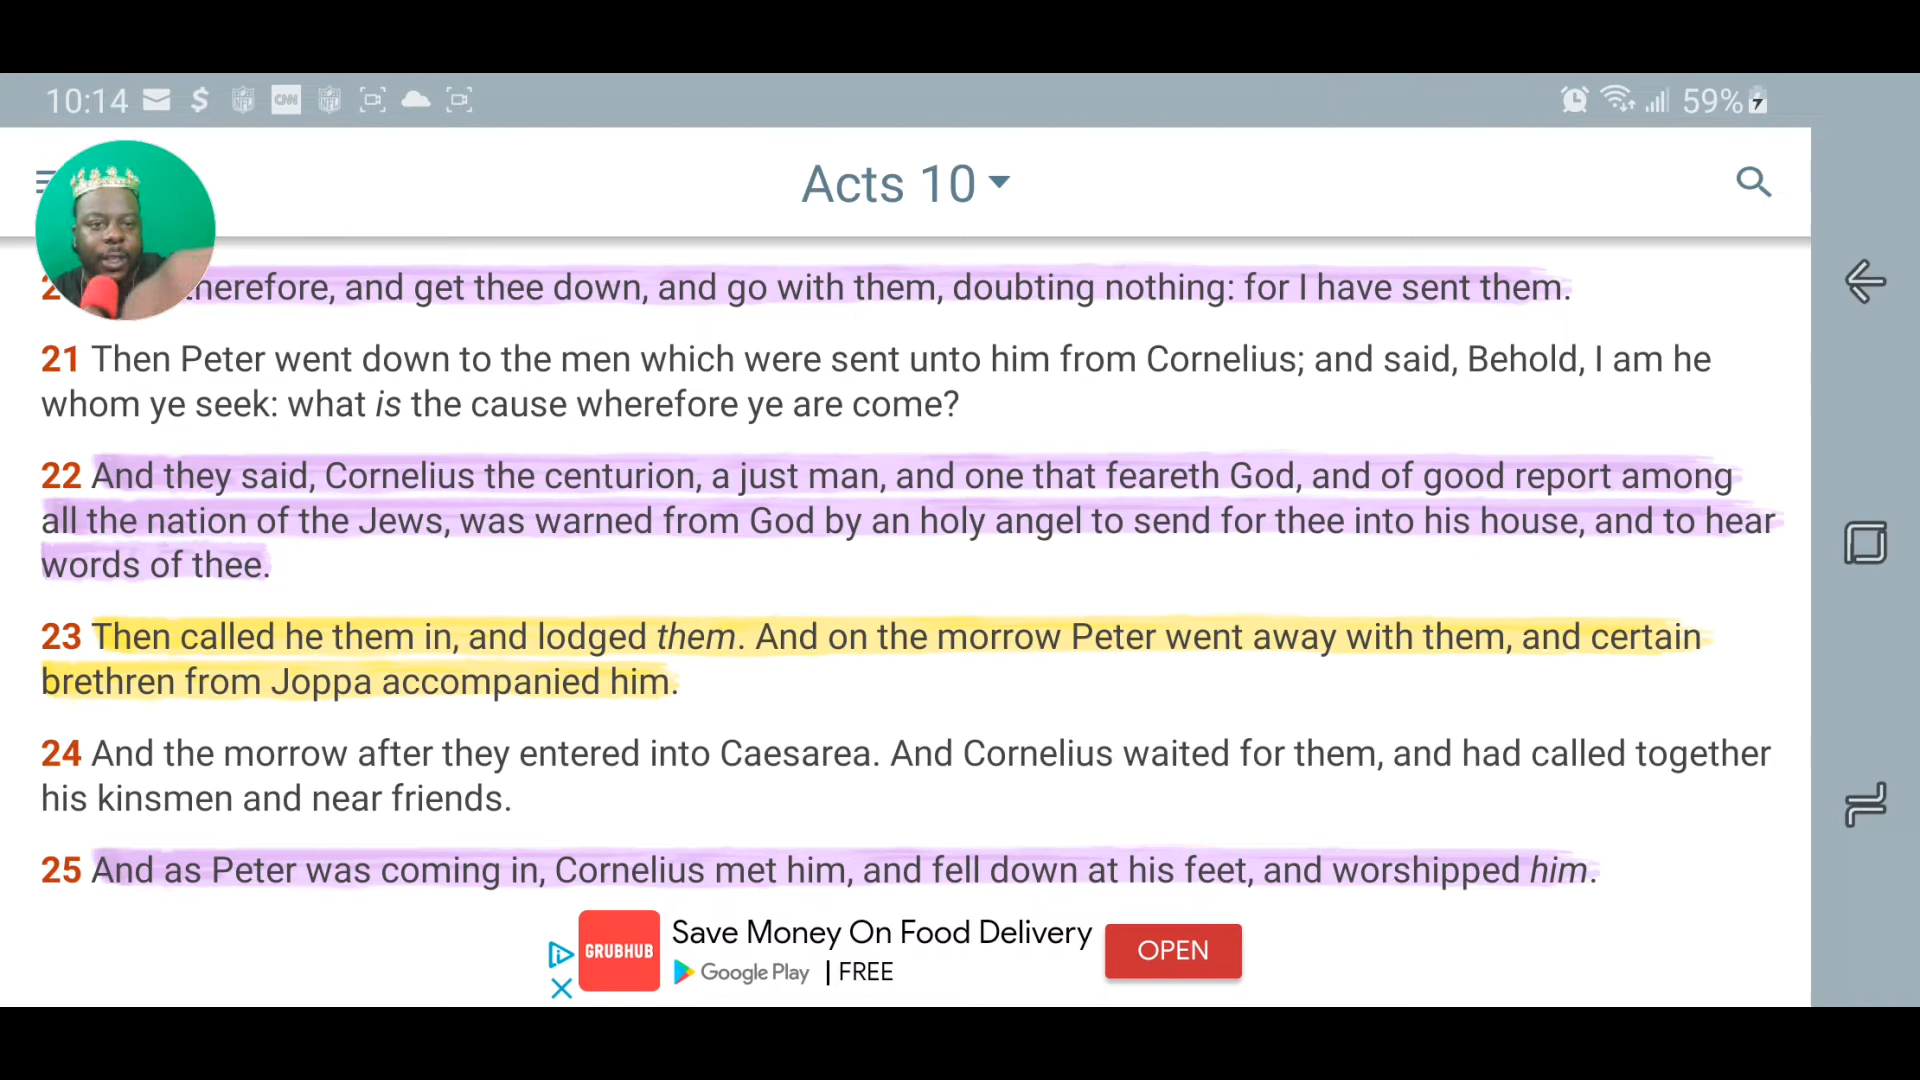 10:14 $ NFL CNN NFL 59%
Acts 10
therefore, and get thee down, and go with them, doubting nothing: for I have sent them.
21 Then Peter went down to the men which were sent unto him from Cornelius; and said, Behold, I am he
whom ye seek: what is the cause wherefore ye are come?
22 And they said, Cornelius the centurion, a just man, and one that feareth God, and of good report among
all the nation of the Jews, was warned from God by an holy angel to send for thee into his house, and to hear
words of thee.
23 Then called he them in, and lodged them. And on the morrow Peter went away with them, and certain
brethren from Joppa accompanied him.
24 And the morrow after they entered into Caesarea. And Cornelius waited for them, and had called together
his kinsmen and near friends.
25 And as Peter was coming in, Cornelius met him, and fell down at his feet, and worshipped him.
GRUBHUB
Save Money On Food Delivery
Google Play | FREE
OPEN